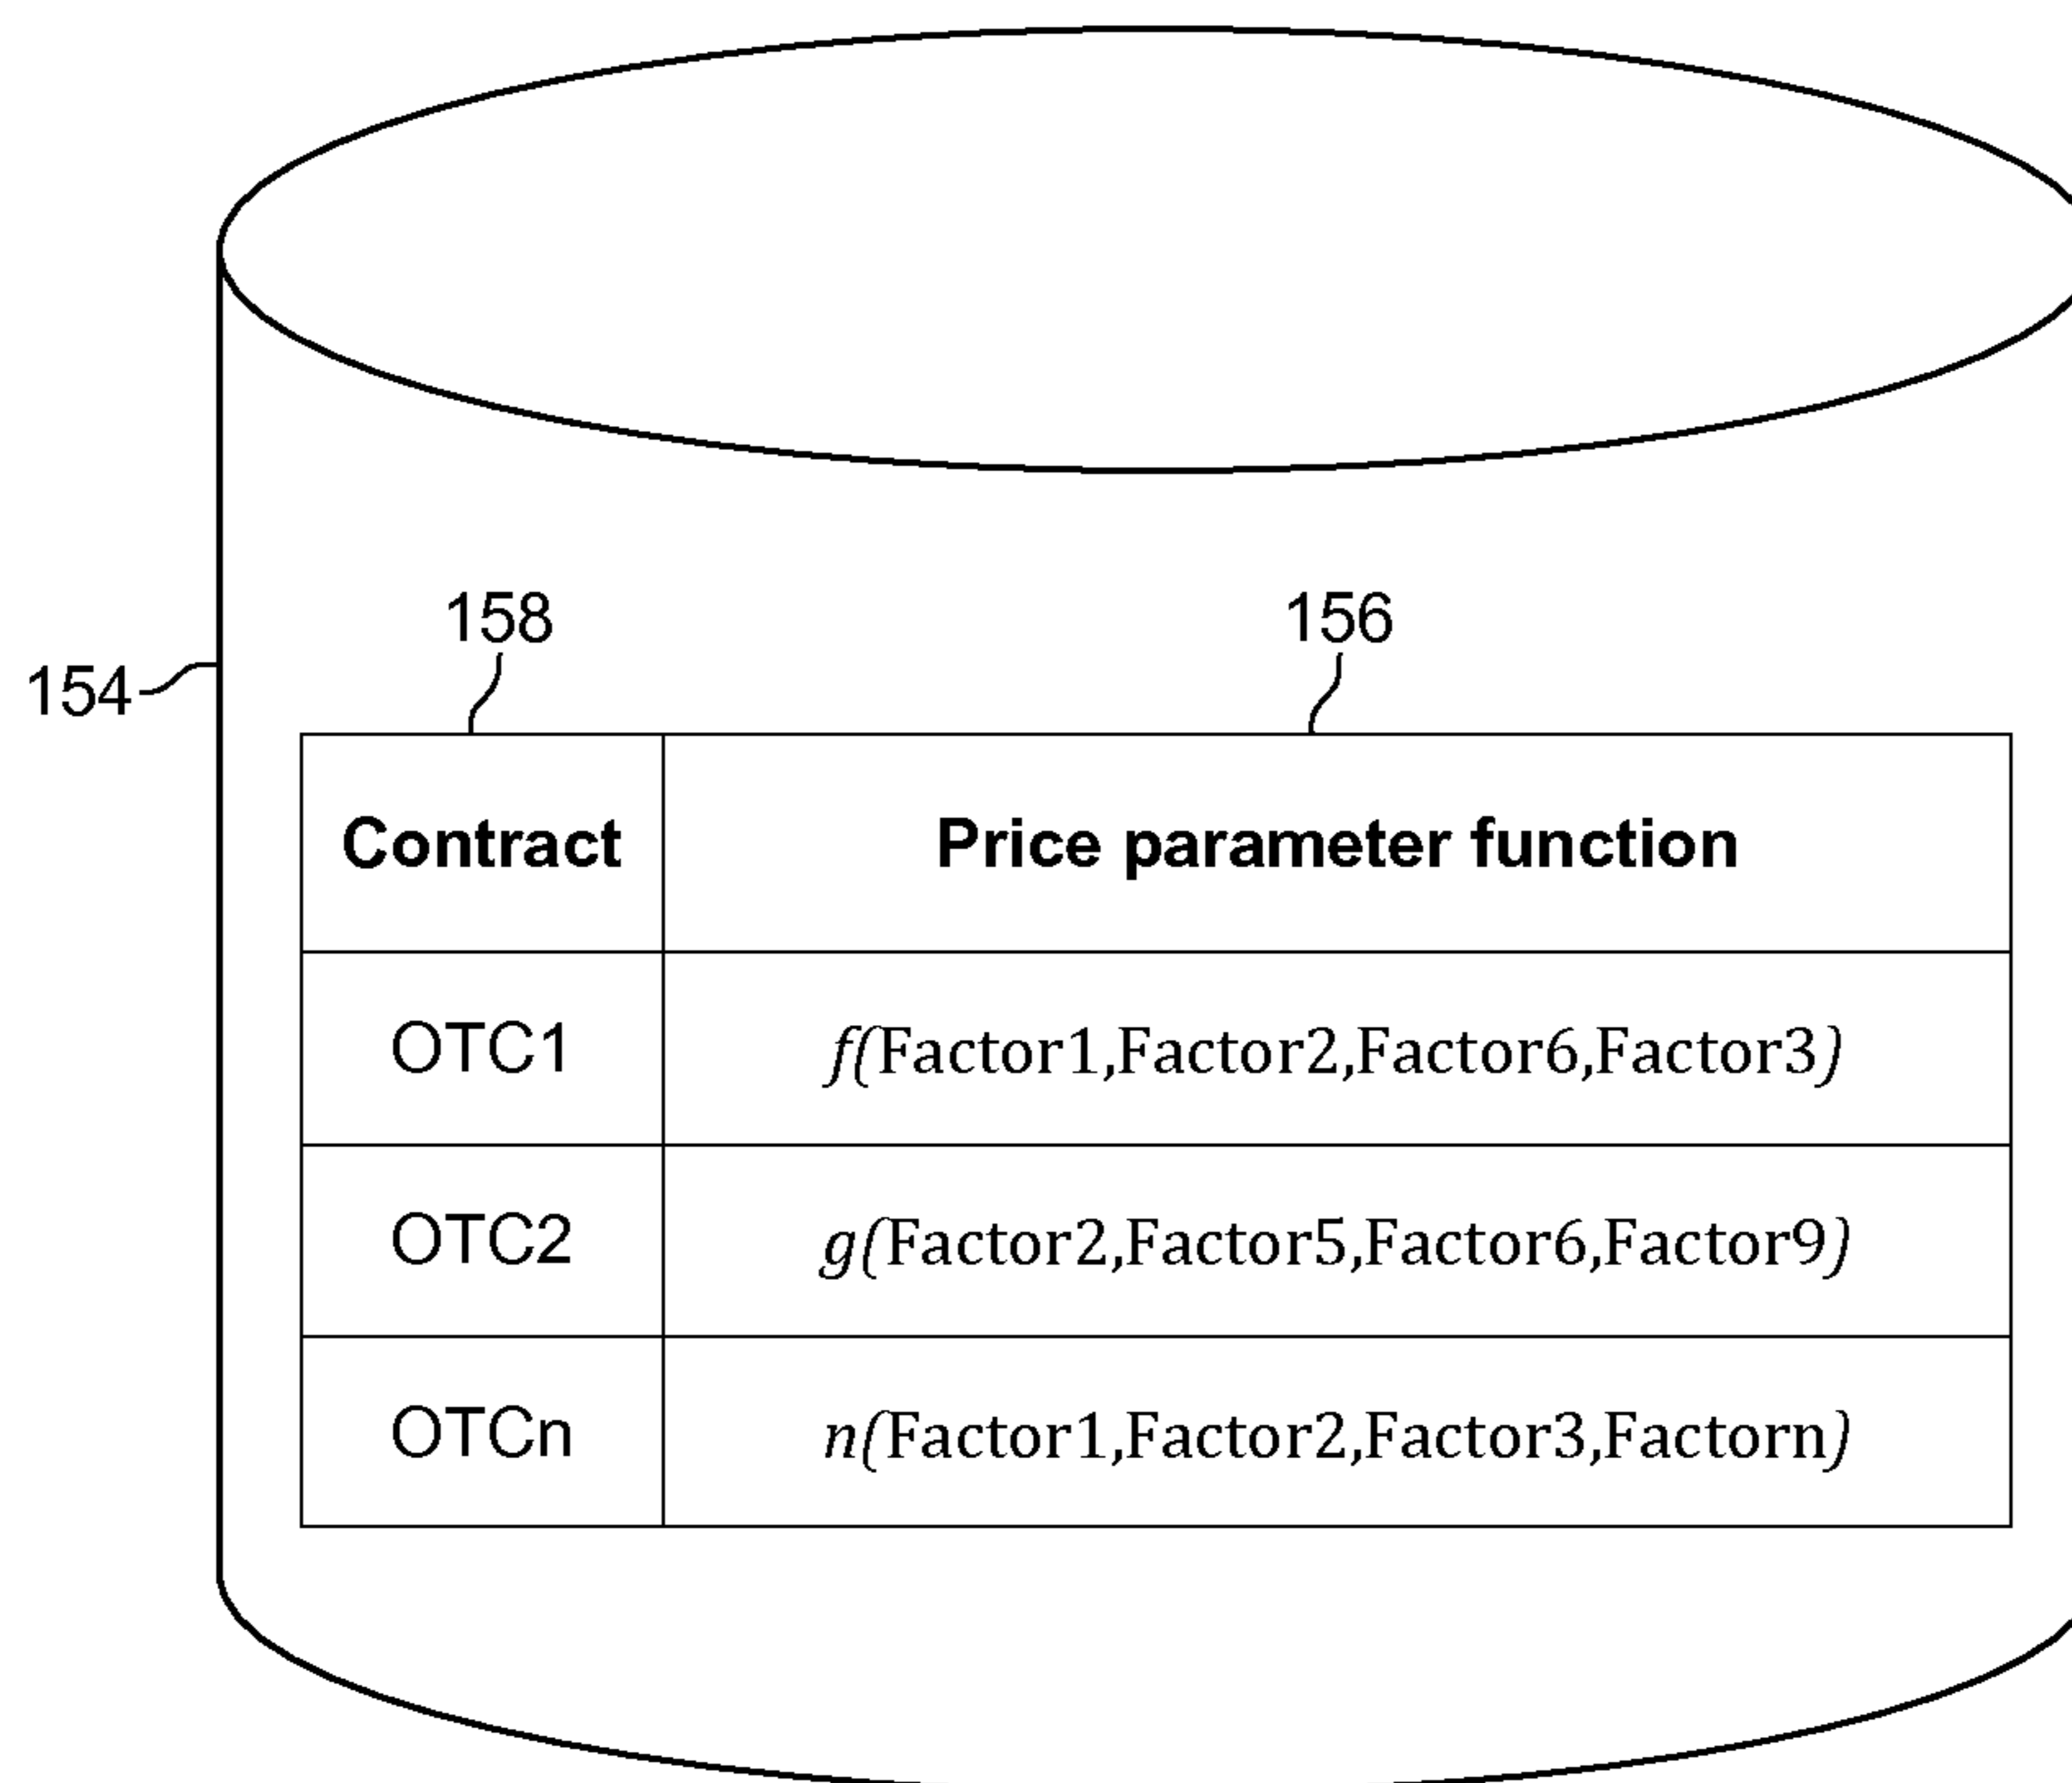 158 156
154
Contract Price parameter function
OTC1 f(Factor1,Factor2,Factor6,Factor3)
OTC2 g(Factor2,Factor5,Factor6,Factor9)
OTCn n(Factor1,Factor2,Factor3,Factorn)